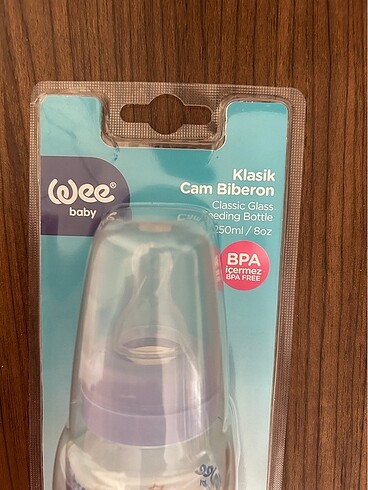 wee®
baby
Klasik
Cam Biberon
Classic Glass
Feeding Bottle
250ml / 8oz
BPA
içermez
BPA FREE